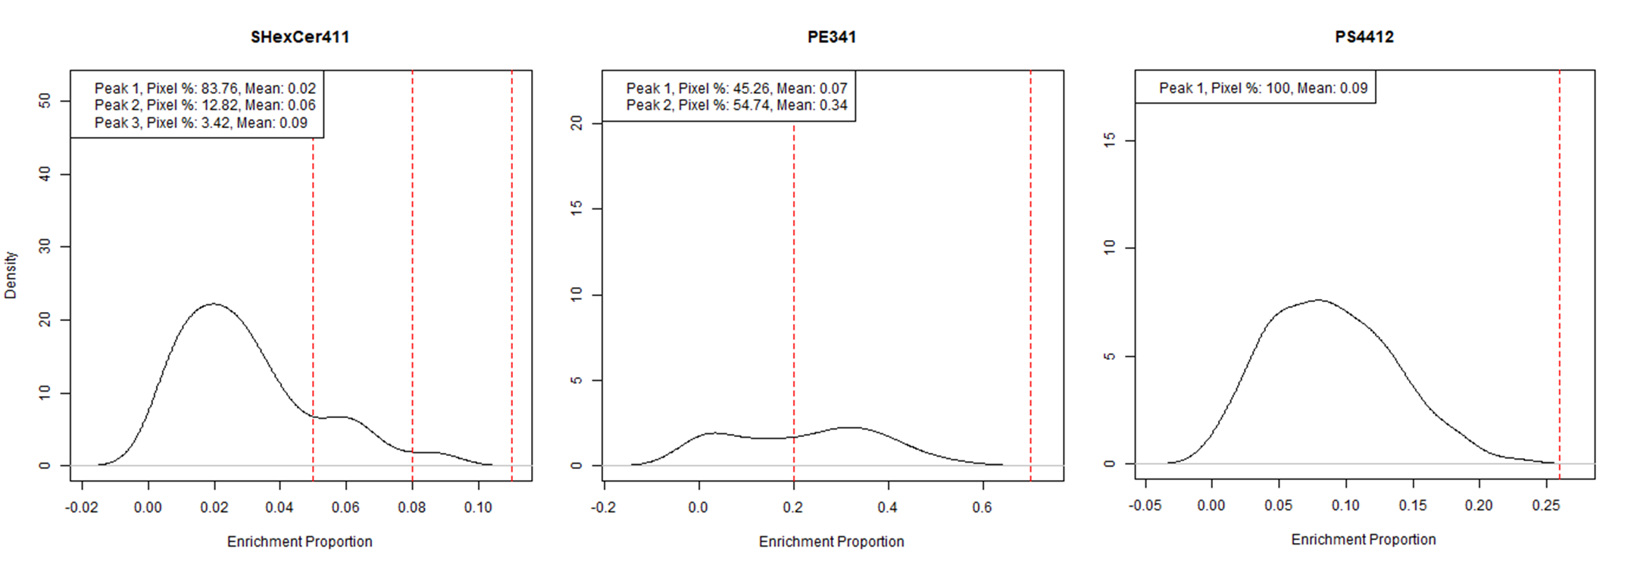 SHexCer411
Peak 1, Pixel %: 83.76, Mean: 0.02
Peak 2, Pixel %: 12.82, Mean: 0.06
Peak 3, Pixel %: 3.42, Mean: 0.09
Density
50
40
30
20
10
0
-0.02 0.00 0.02 0.04 0.06 0.08 0.10
Enrichment Proportion
PE341
Peak 1, Pixel %: 45.26, Mean: 0.07
Peak 2, Pixel %: 54.74, Mean: 0.34
20
15
10
5
0
-0.2 0.0 0.2 0.4 0.6
Enrichment Proportion
PS4412
Peak 1, Pixel %: 100, Mean: 0.09
15
10
5
0
-0.05 0.00 0.05 0.10 0.15 0.20 0.25
Enrichment Proportion